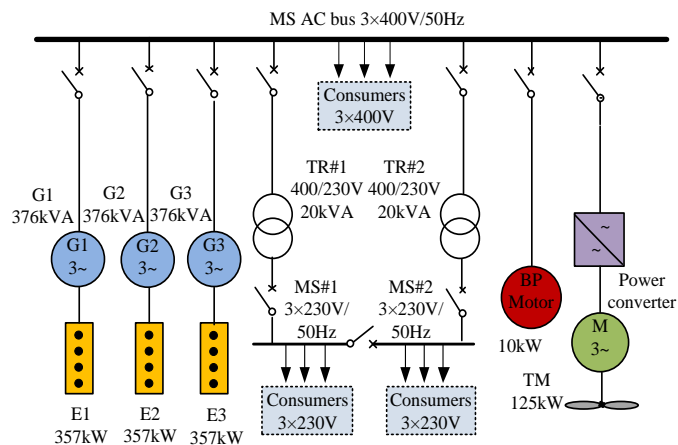 MS AC bus 3×400V/50Hz
Consumers
3×400V
TR#1
400/230V
20kVA
TR#2
400/230V
20kVA
G1
376kVA
G2
376kVA
G3
376kVA
G1
3~
G2
3~
G3
3~
~
~
Power
converter
MS#1
3×230V/
50Hz
MS#2
3×230V/
50Hz
BP
Motor
10kW
M
3~
TM
125kW
Consumers
3×230V
Consumers
3×230V
E1
357kW
E2
357kW
E3
357kW